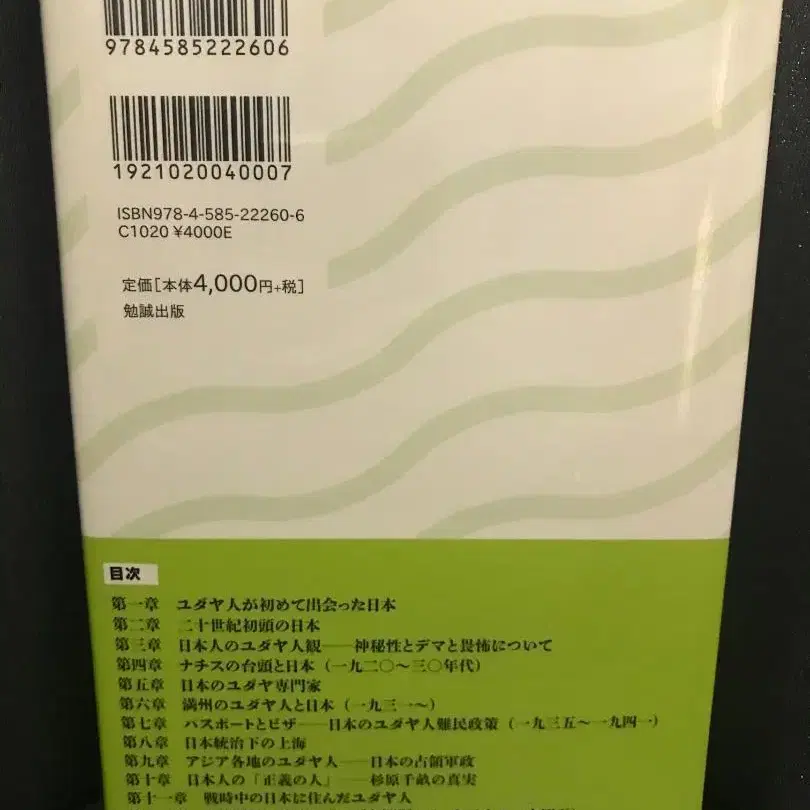 9784585222606
1921020040007
ISBN978-4-585-22260-6
C1020 ¥4000E
定価[本体4,000円+税]
勉誠出版
目次
第一章 ユダヤ人が初めて出会った日本
第二章 二十世紀初頭の日本
第三章 日本人のユダヤ人観――神秘性とデマと畏怖について
第四章 ナチスの台頭と日本（一九二〇〜三〇年代）
第五章 日本のユダヤ専門家
第六章 満州のユダヤ人と日本（一九三一〜）
第七章 パスポートとビザ――日本のユダヤ人難民政策（一九三五〜一九四一）
第八章 日本統治下の上海
第九章 アジア各地のユダヤ人――日本の占領軍政
第十章 日本人の「正義の人」――杉原千畝の真実
第十一章 戦時中の日本に住んだユダヤ人